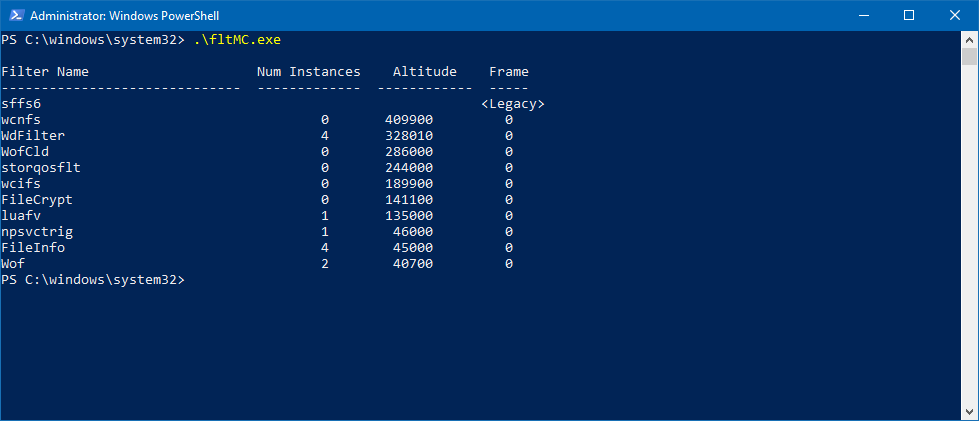 Administrator: Windows PowerShell
PS C:\windows\system32> .\fltMC.exe
Filter Name                     Num Instances    Altitude    Frame
------------------------------  -------------  ------------  -----
sffs6                                                       <Legacy>
wcnfs                                   0       409900         0
WdFilter                                4       328010         0
WofCld                                  0       286000         0
storqosflt                              0       244000         0
wcifs                                   0       189900         0
FileCrypt                               0       141100         0
luafv                                   1       135000         0
npsvctrig                               1        46000         0
FileInfo                                4        45000         0
Wof                                     2        40700         0
PS C:\windows\system32>